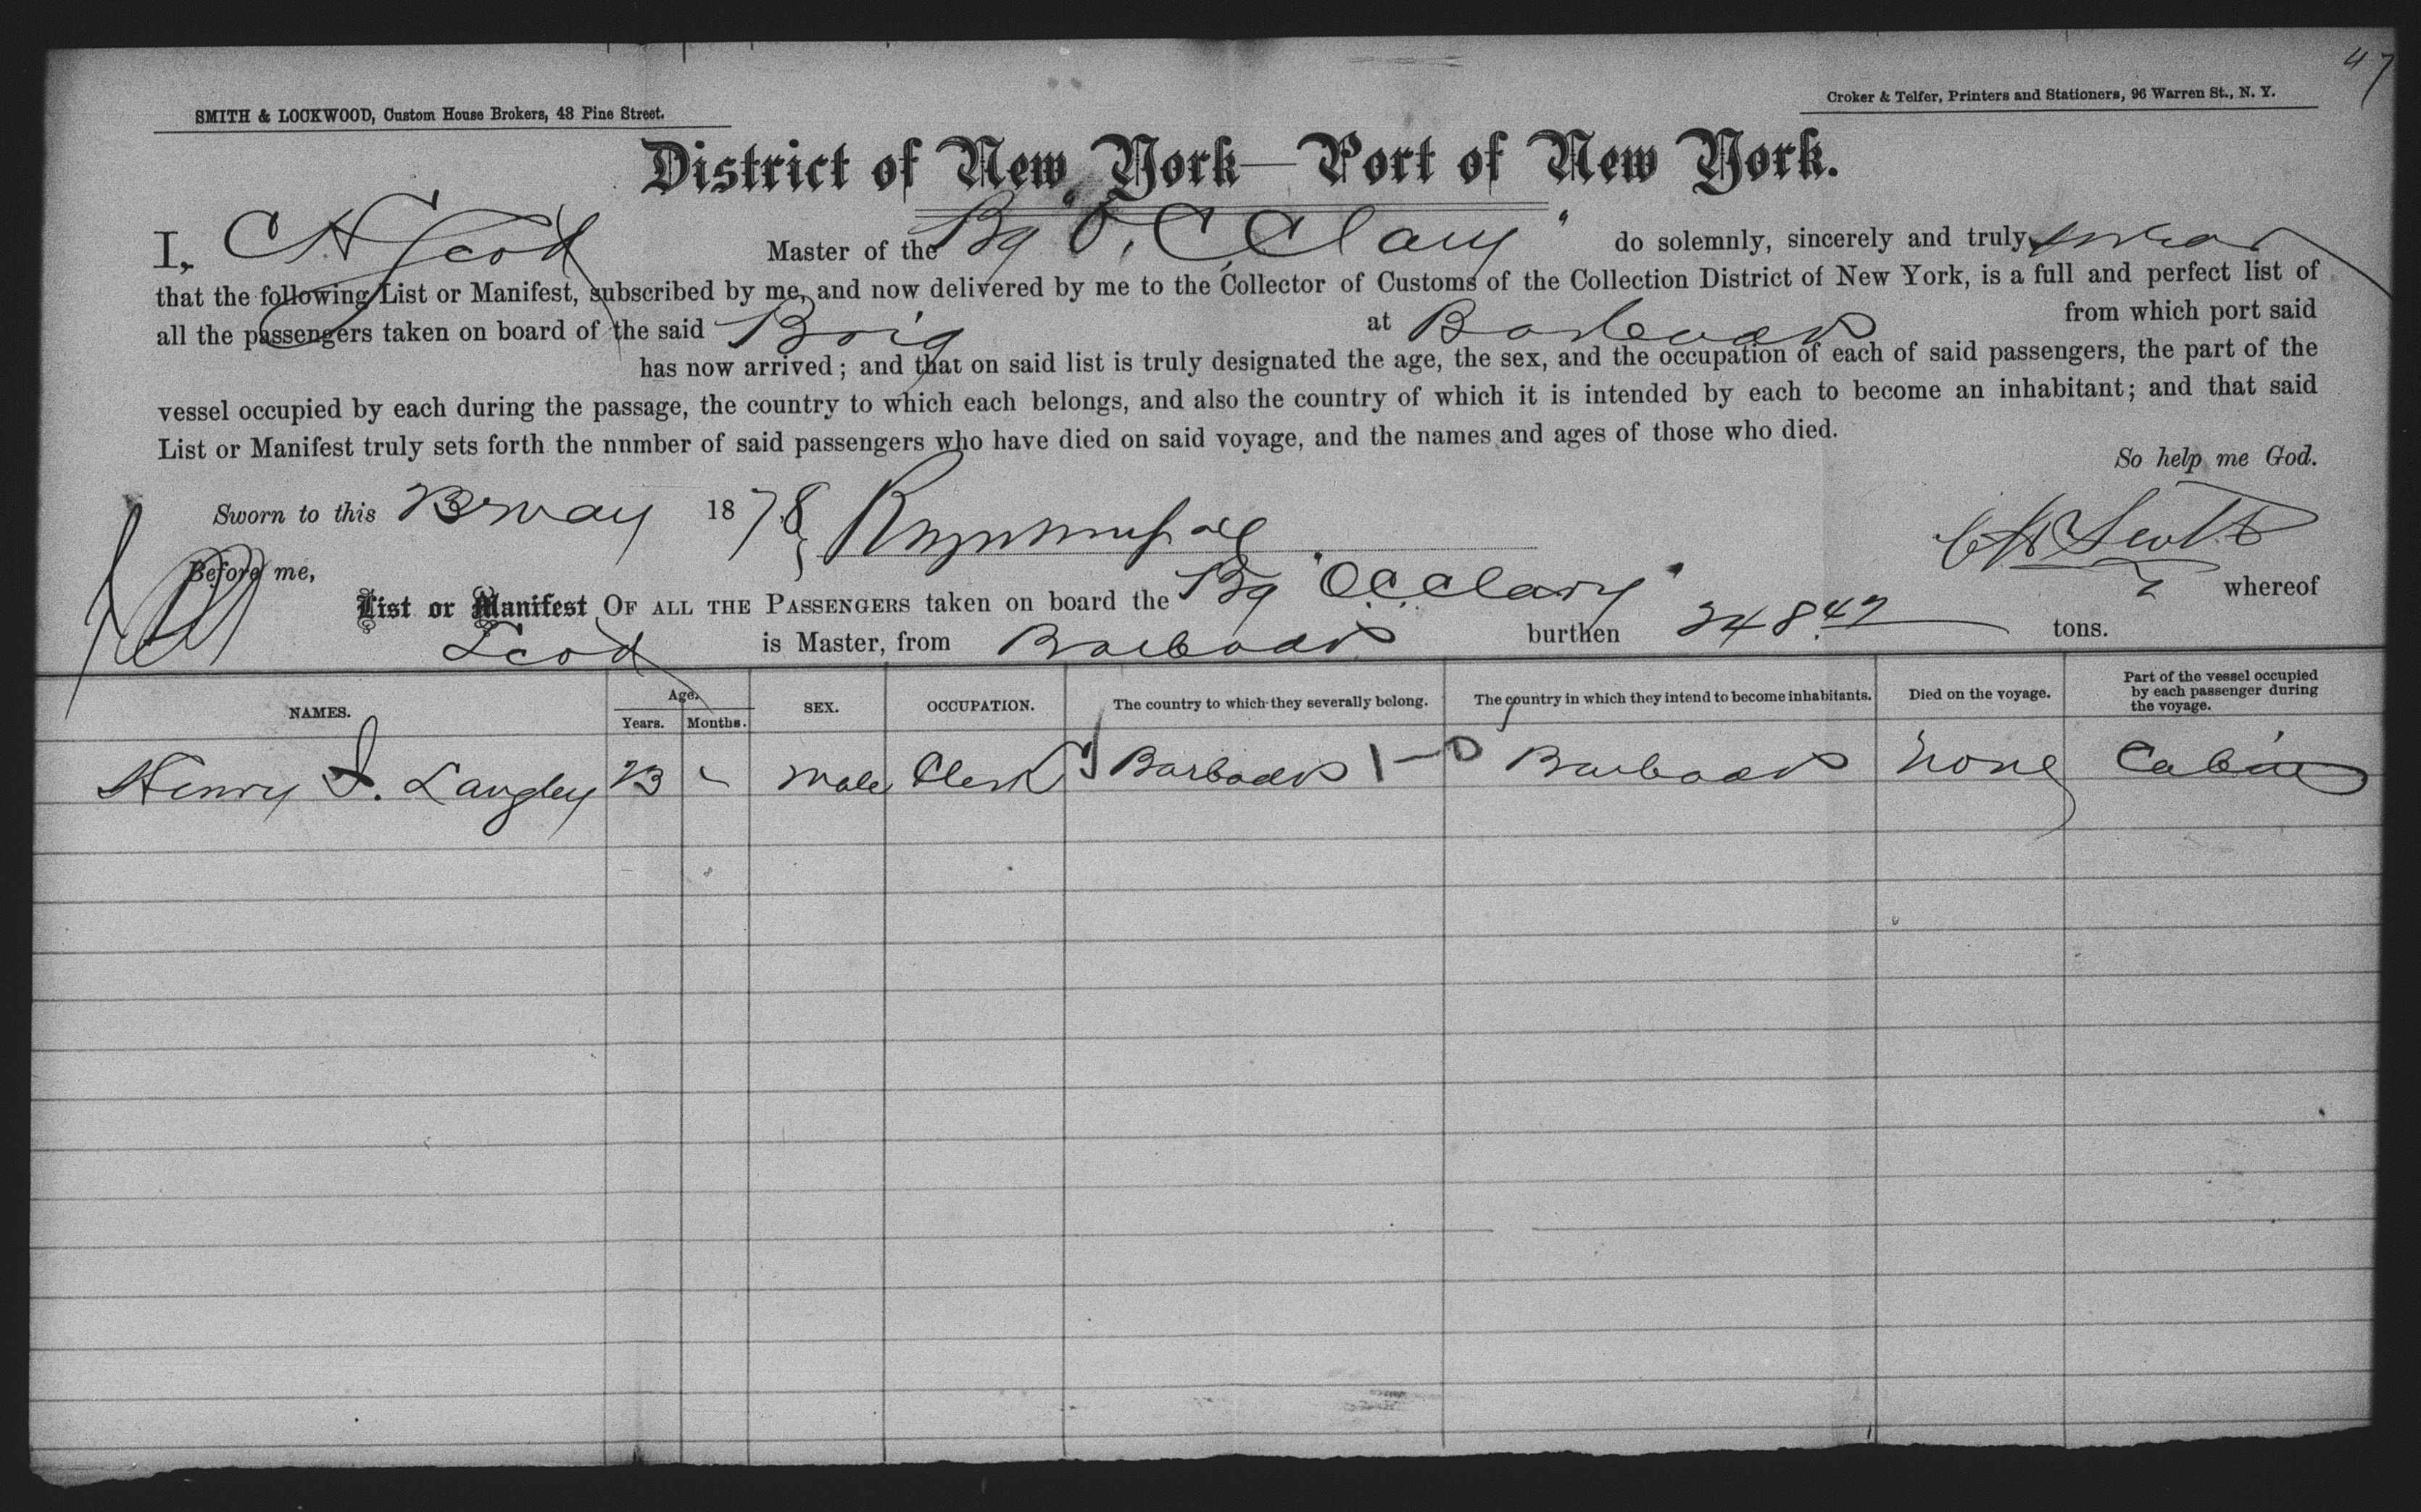 47
SMITH & LOCKWOOD, Custom House Brokers, 48 Pine Street.
Croker & Telfer, Printers and Stationers, 96 Warren St., N. Y.
District of New York—Port of New York.
I, C H Scott Master of the Bg "O. C. Clary" do solemnly, sincerely and truly swear
that the following List or Manifest, subscribed by me, and now delivered by me to the Collector of Customs of the Collection District of New York, is a full and perfect list of
all the passengers taken on board of the said Brig at Barbados from which port said
has now arrived; and that on said list is truly designated the age, the sex, and the occupation of each of said passengers, the part of the
vessel occupied by each during the passage, the country to which each belongs, and also the country of which it is intended by each to become an inhabitant; and that said
List or Manifest truly sets forth the nnmber of said passengers who have died on said voyage, and the names and ages of those who died.
So help me God.
Sworn to this May 1878
C H Scott
Before me,
whereof
List or Manifest OF ALL THE PASSENGERS taken on board the Bg "O.C. Clary"
Scott is Master, from Barbados burthen 248 42 tons.
NAMES. Age. Years. Months. SEX. OCCUPATION. The country to which they severally belong. The country in which they intend to become inhabitants. Died on the voyage. Part of the vessel occupied by each passenger during the voyage.
Henry I. Langley 23 Male Clerk Barbados 1—0 Barbados None Cabin